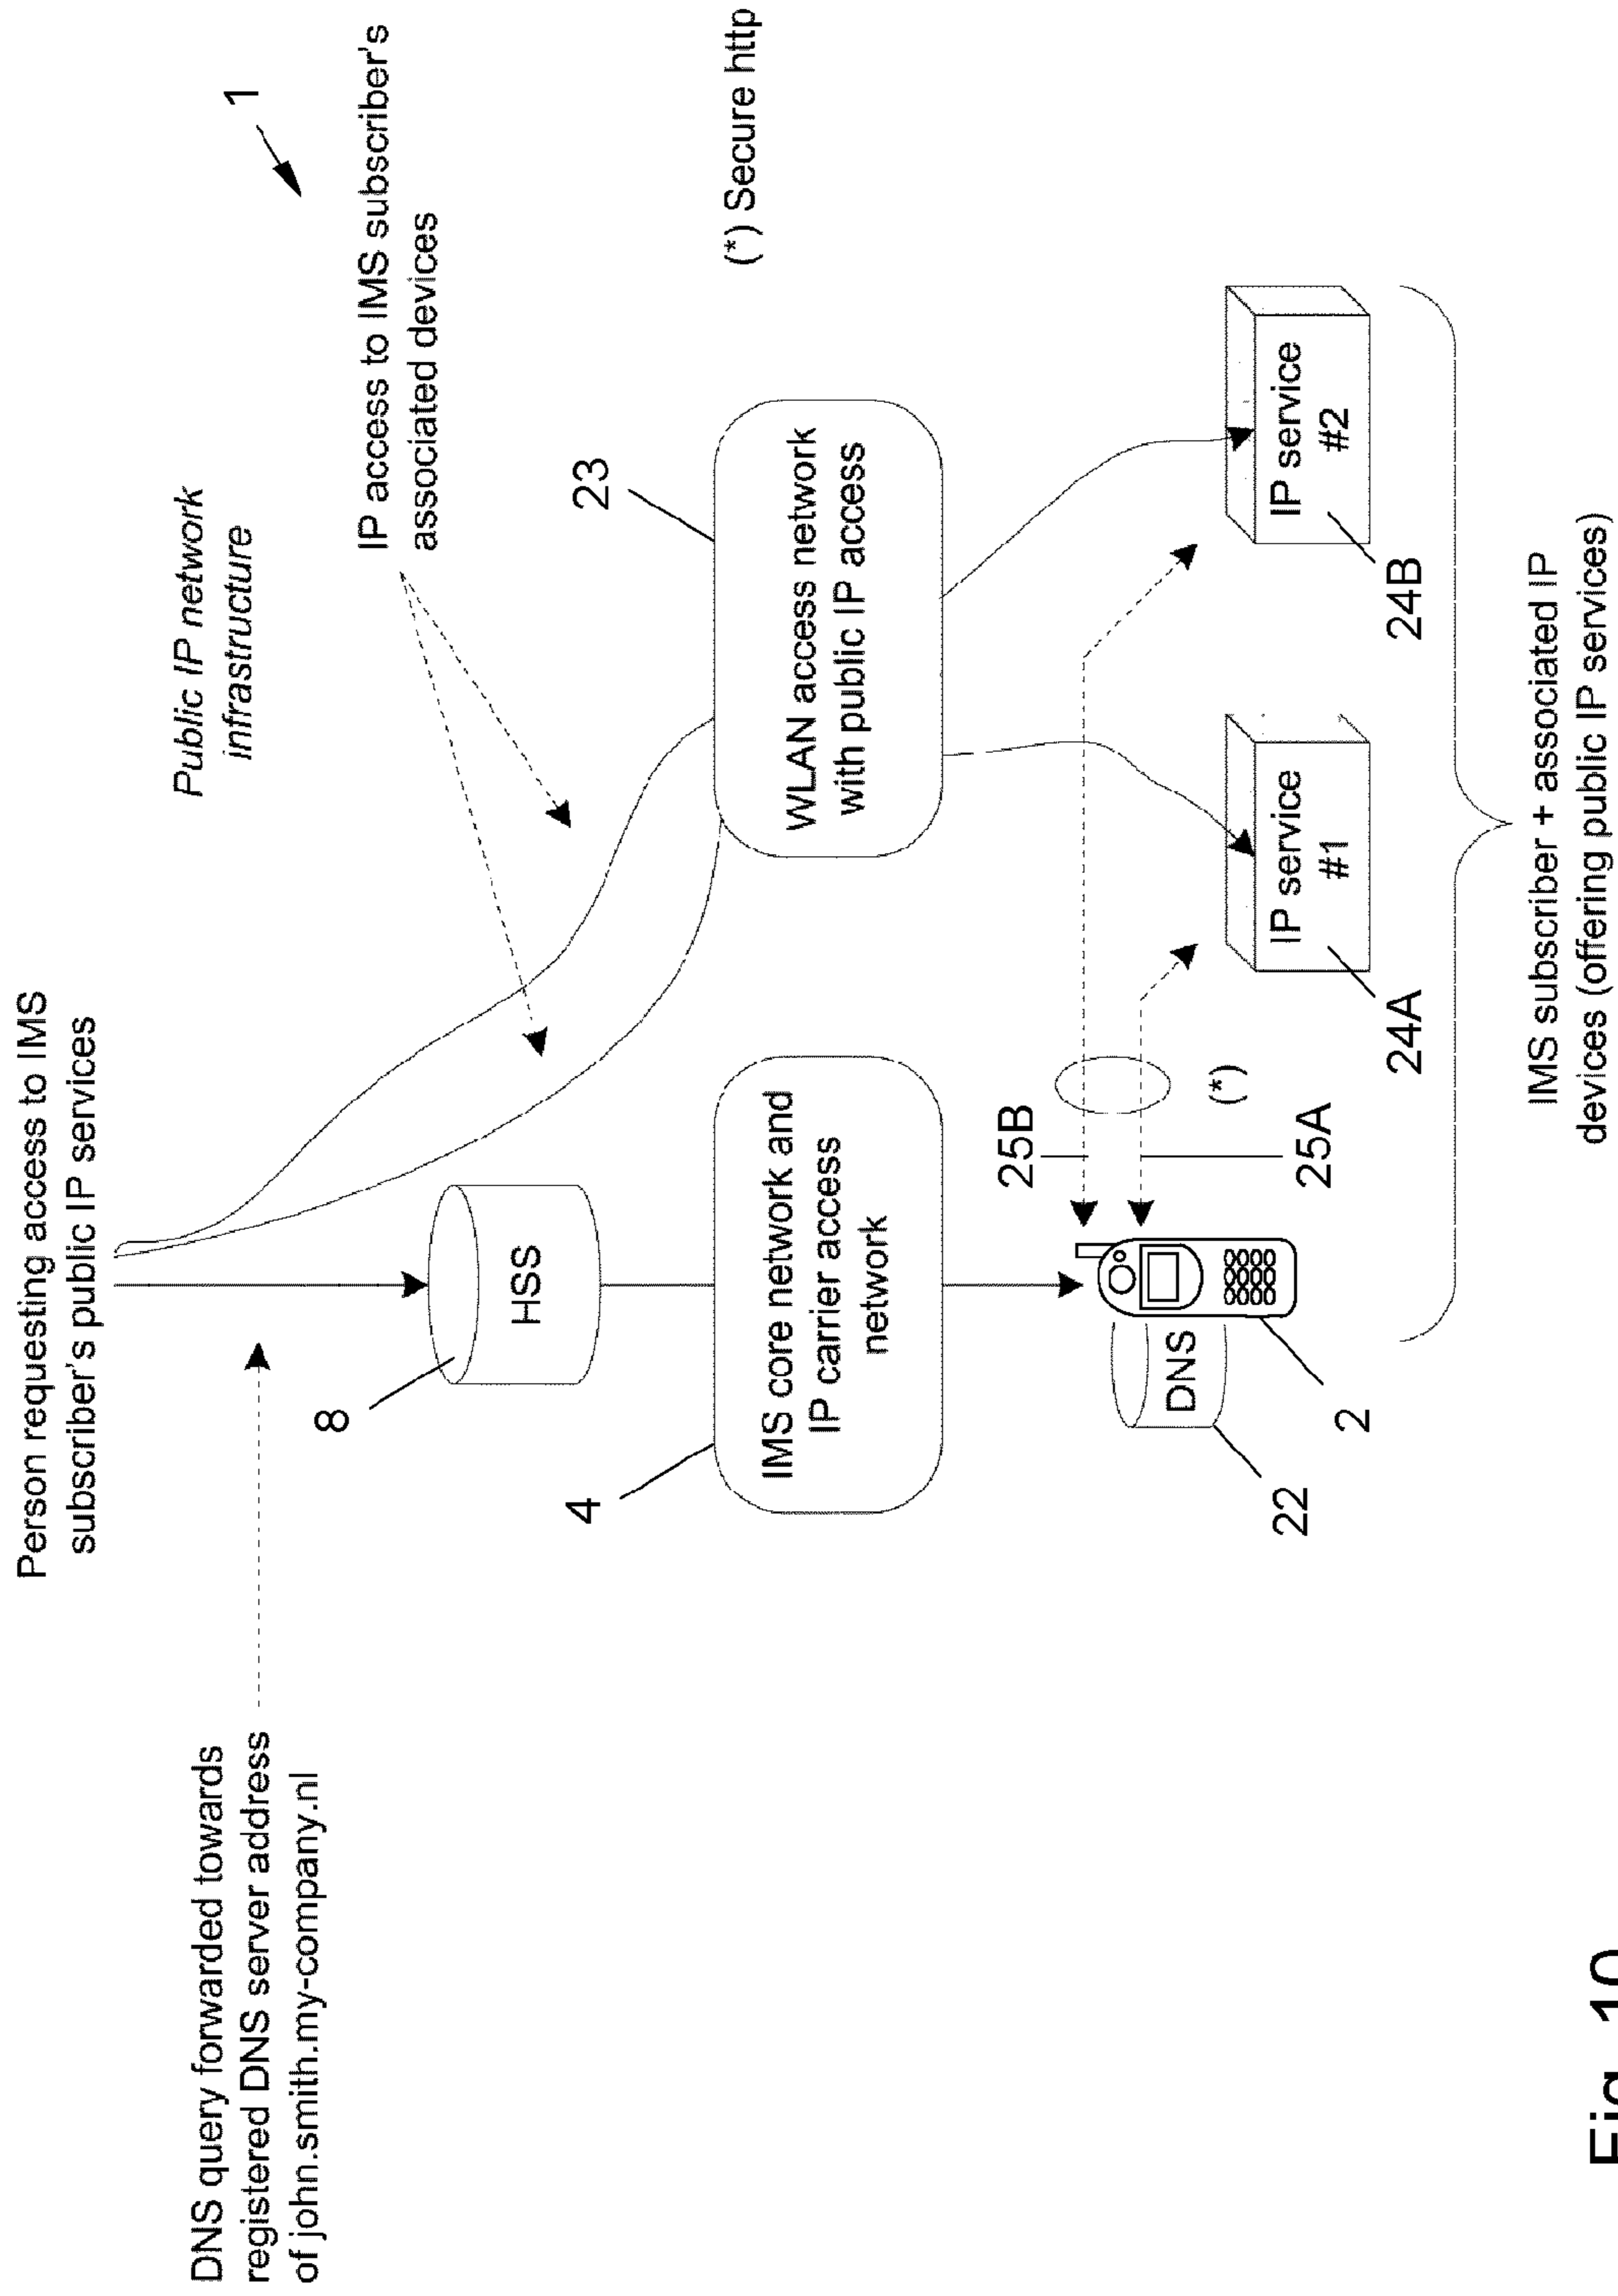 Person requesting access to IMS
subscriber's public IP services
DNS query forwarded towards
registered DNS server address
of john.smith.my-company.nl
Public IP network
infrastructure
1
IP access to IMS subscriber's
associated devices
8
HSS
4
IMS core network and
IP carrier access
network
23
WLAN access network
with public IP access
(*) Secure http
25B
25A
(*)
DNS
22
2
IP service
#1
24A
IP service
#2
24B
IMS subscriber + associated IP
devices (offering public IP services)
Fig. 10